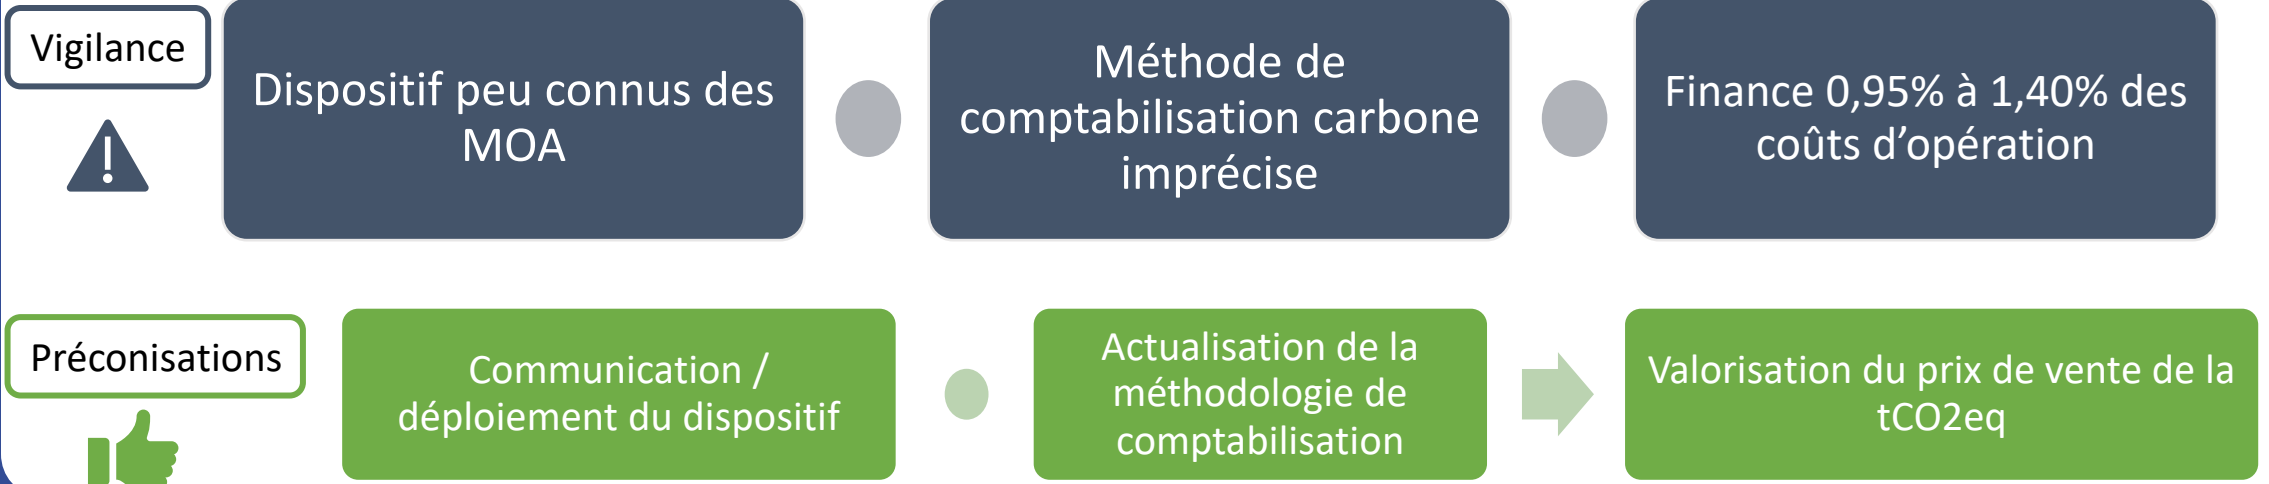 Vigilance
Dispositif peu connus des
MOA
Méthode de
comptabilisation carbone
imprécise
Finance 0,95% à 1,40% des
coûts d’opération
Préconisations
Communication /
déploiement du dispositif
Actualisation de la
méthodologie de
comptabilisation
Valorisation du prix de vente de la
tCO2eq